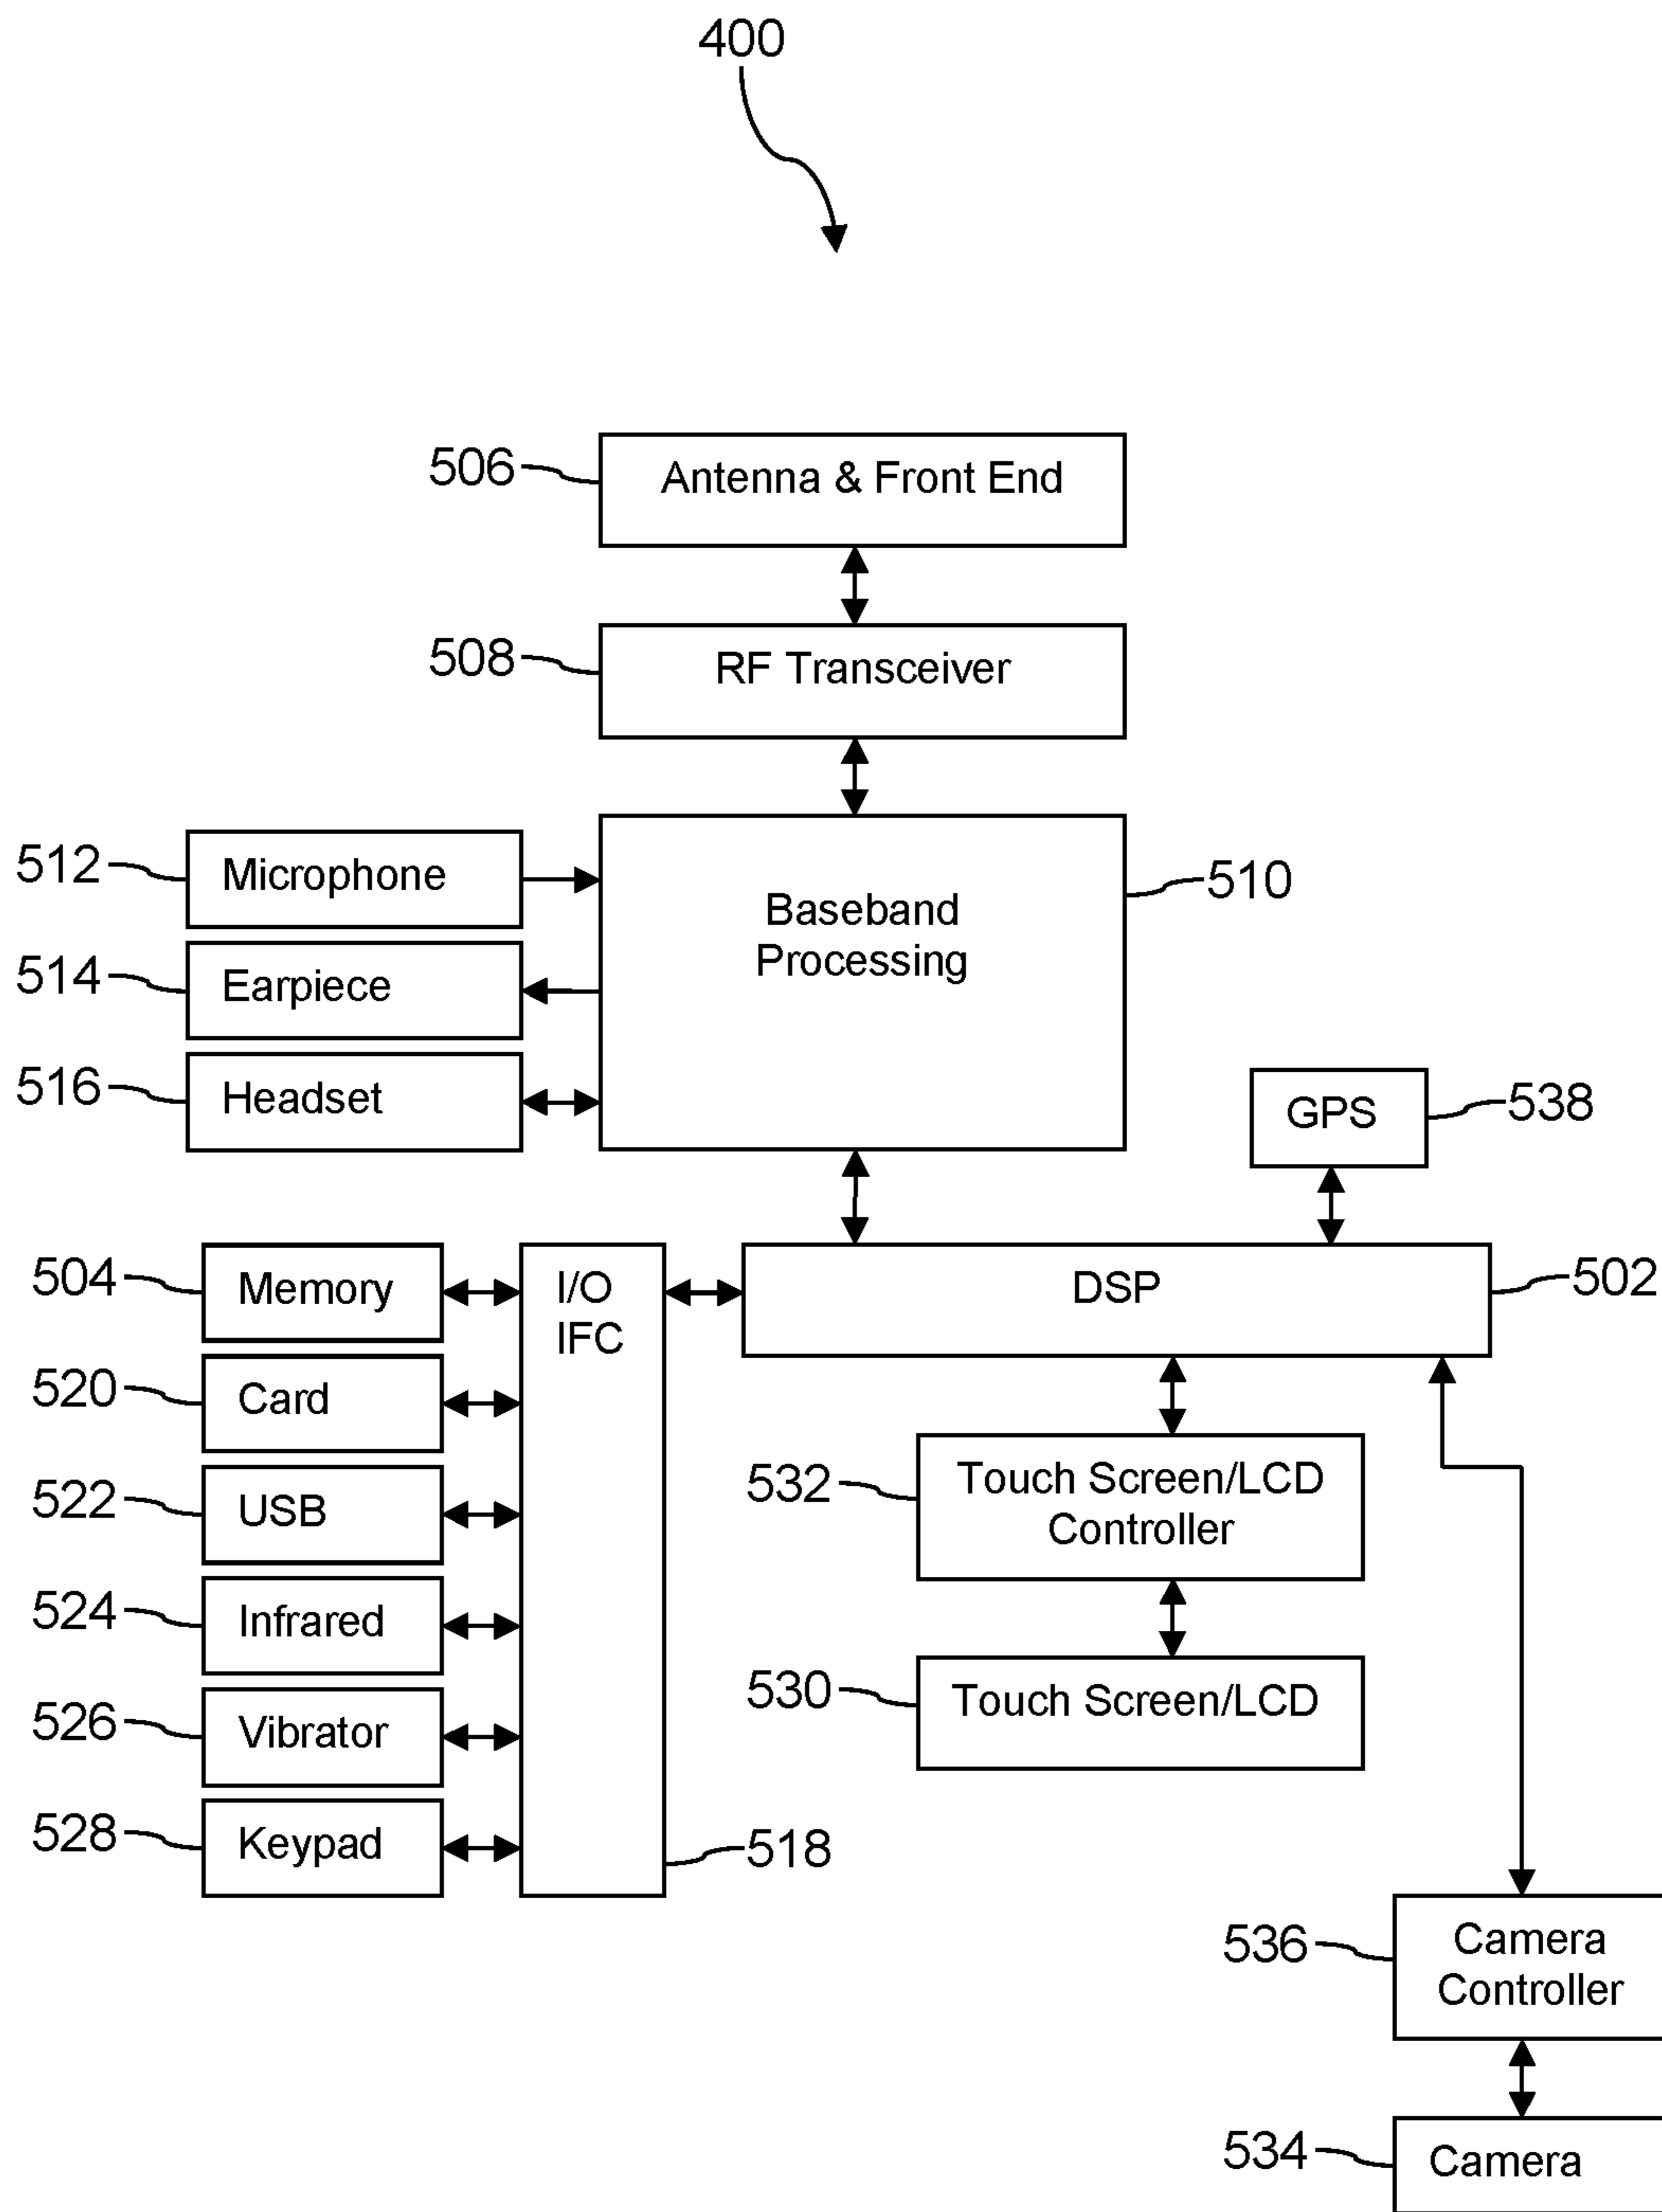 400
506
Antenna & Front End
508
RF Transceiver
512
Microphone
Baseband
Processing
510
514
Earpiece
516
Headset
GPS
538
504
Memory
I/O
IFC
DSP
502
520
Card
522
USB
532
Touch Screen/LCD
Controller
524
Infrared
530
Touch Screen/LCD
526
Vibrator
528
Keypad
518
536
Camera
Controller
534
Camera